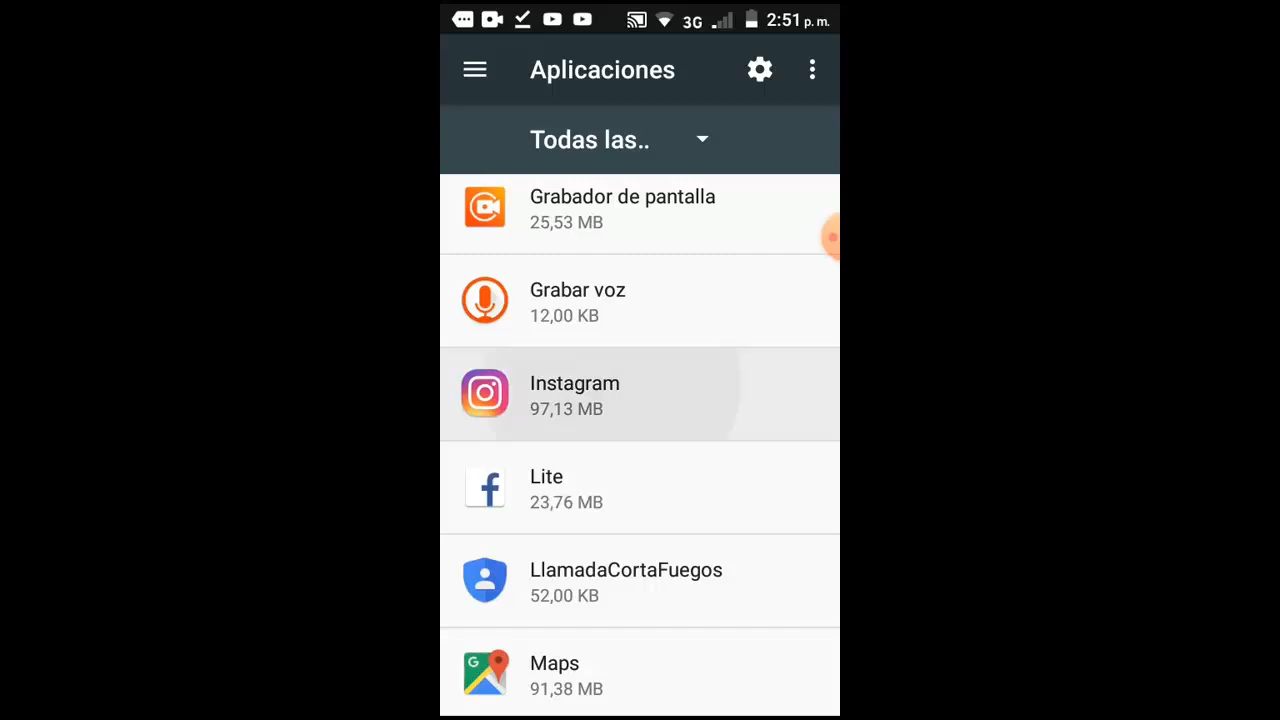 3G 2:51 p. m.
Aplicaciones
Todas las..
Grabador de pantalla
25,53 MB
Grabar voz
12,00 KB
Instagram
97,13 MB
Lite
23,76 MB
LlamadaCortaFuegos
52,00 KB
G
Maps
91,38 MB